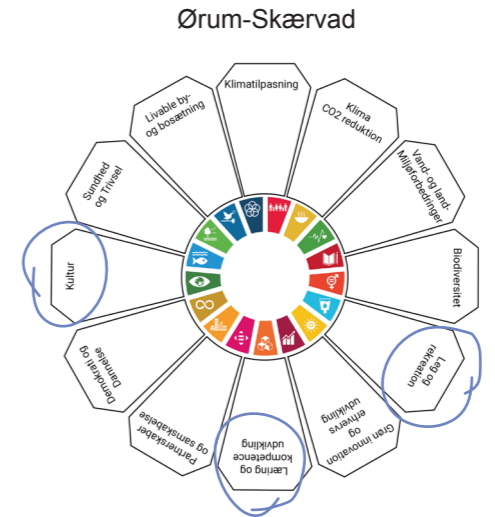 Ørum-Skærvad
Klimatilpasning
Klima
CO2 reduktion
Vand- og land-
Miljøforbedringer
Biodiversitet
Leg og
rekreation
Grøn innovation
og
erhvervs
udvikling
Læring og
kompetence
udvikling
Partnerskaber
og samskabelse
Demokrati og
Dannelse
Kultur
Sundhed
og Trivsel
Livable by-
og bosætning